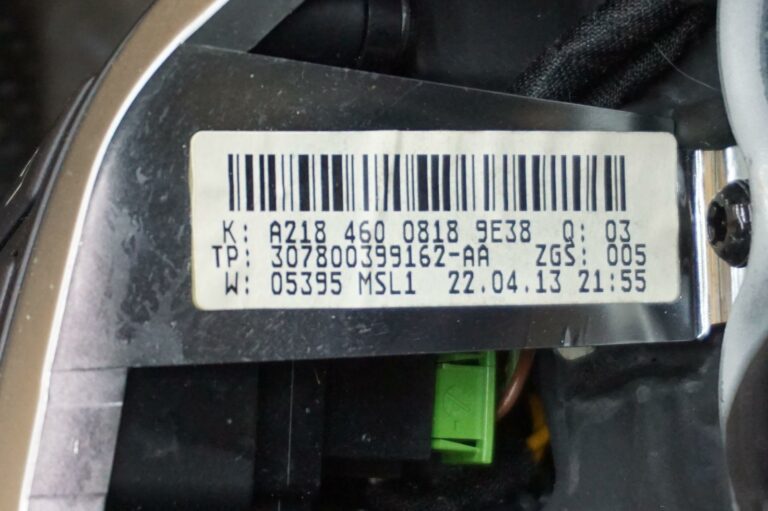 K: A218 460 0818 9E38 Q: 03
TP: 307800399162-AA ZGS: 005
W: 05395 MSL1 22.04.13 21:55